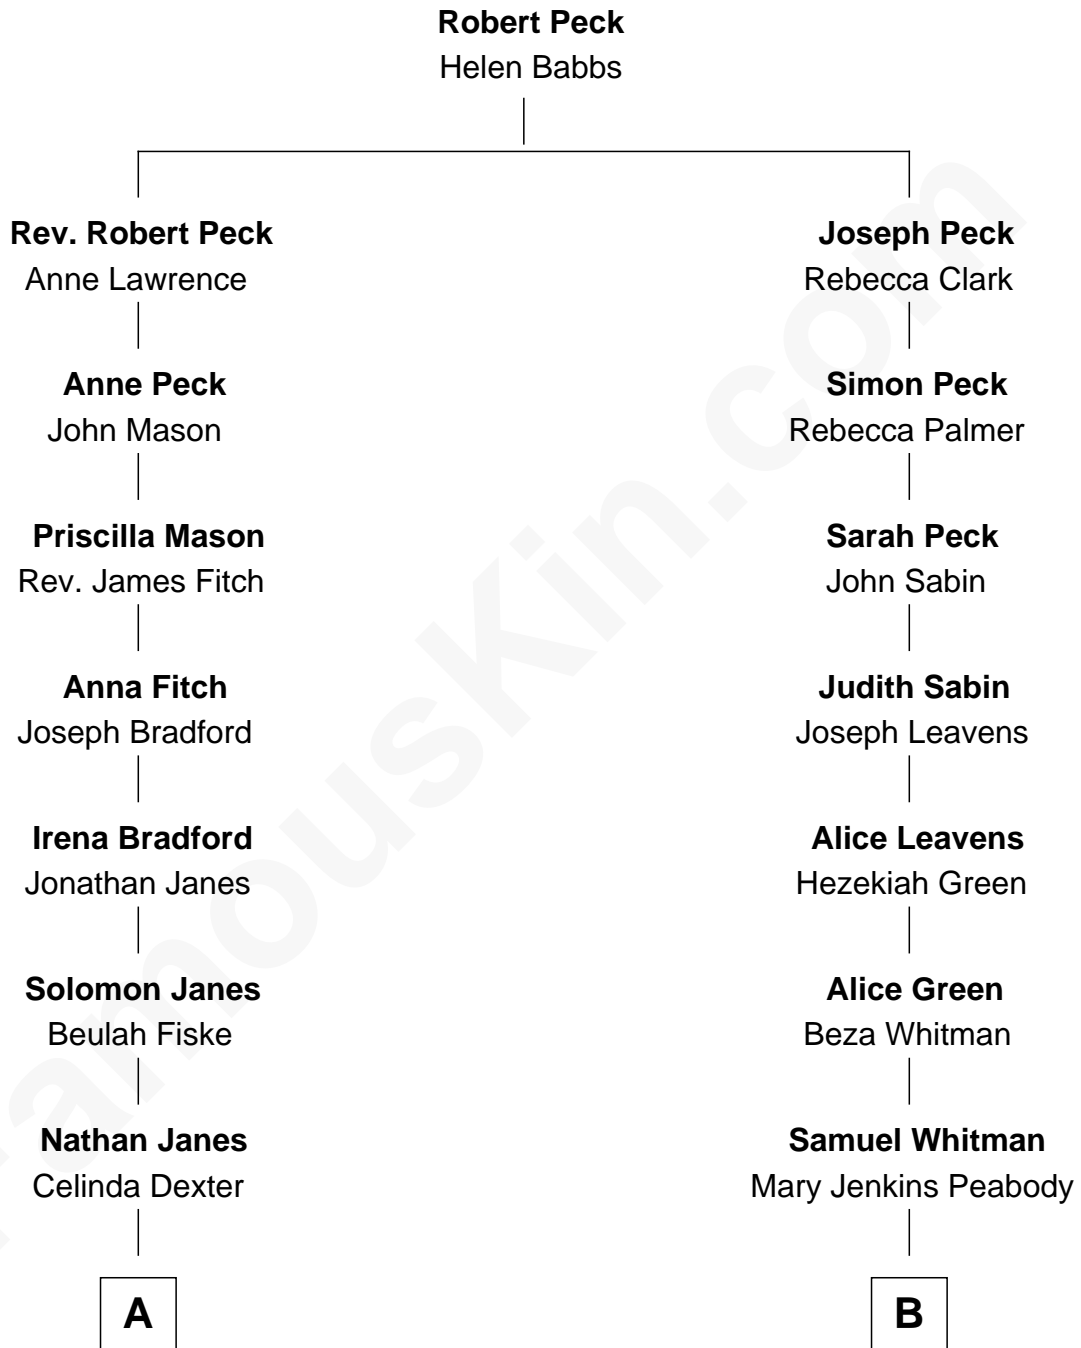 Robert Peck
Helen Babbs
Rev. Robert Peck
Anne Lawrence
Joseph Peck
Rebecca Clark
Anne Peck
John Mason
Simon Peck
Rebecca Palmer
Priscilla Mason
Rev. James Fitch
Sarah Peck
John Sabin
Anna Fitch
Joseph Bradford
Judith Sabin
Joseph Leavens
Irena Bradford
Jonathan Janes
Alice Leavens
Hezekiah Green
Solomon Janes
Beulah Fiske
Alice Green
Beza Whitman
Nathan Janes
Celinda Dexter
Samuel Whitman
Mary Jenkins Peabody
A
B
FamousKin.com